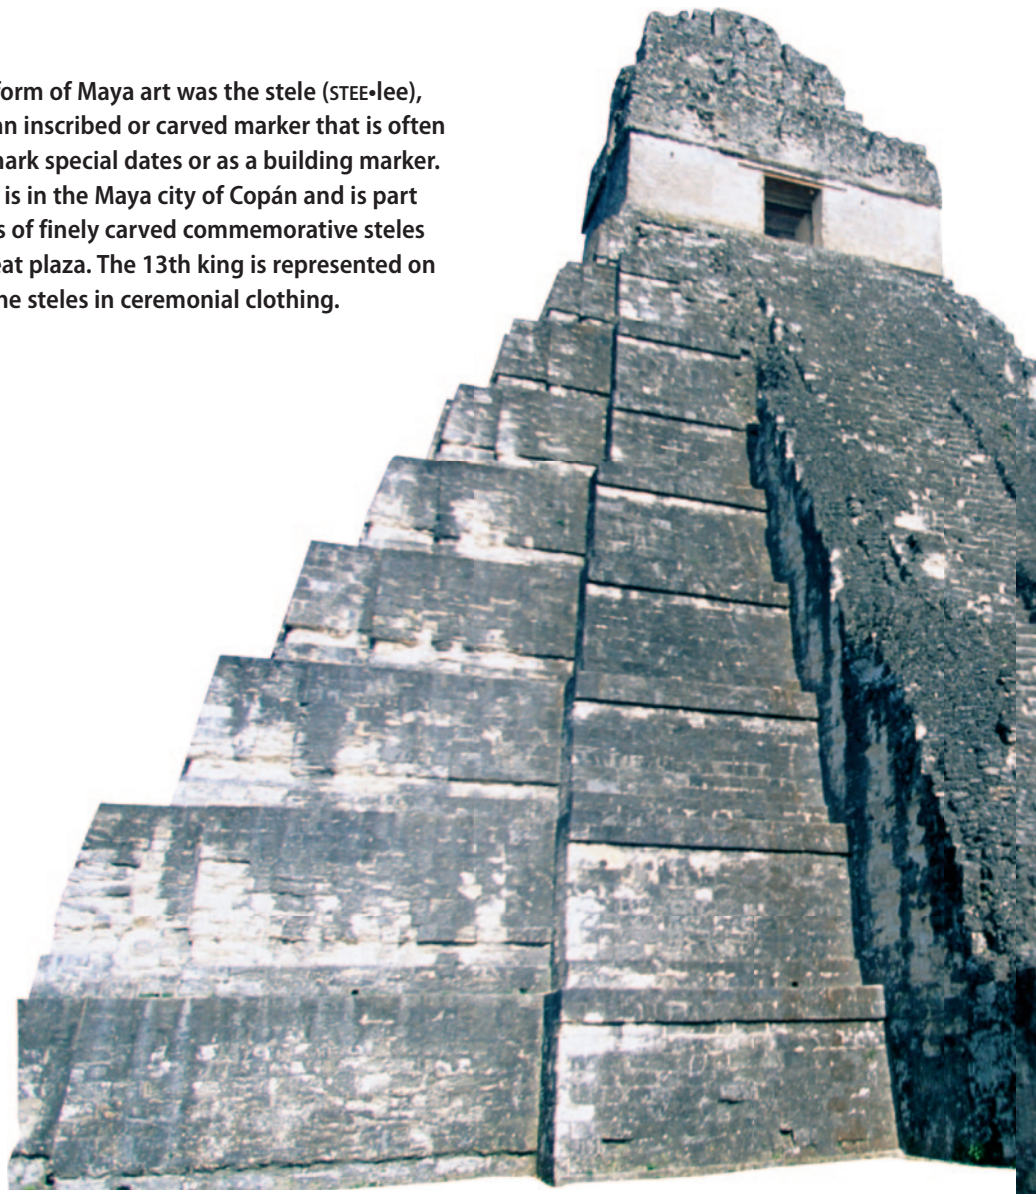 form of Maya art was the stele (STEE•lee),
an inscribed or carved marker that is often
mark special dates or as a building marker.
is in the Maya city of Copán and is part
of finely carved commemorative steles
plaza. The 13th king is represented on
steles in ceremonial clothing.